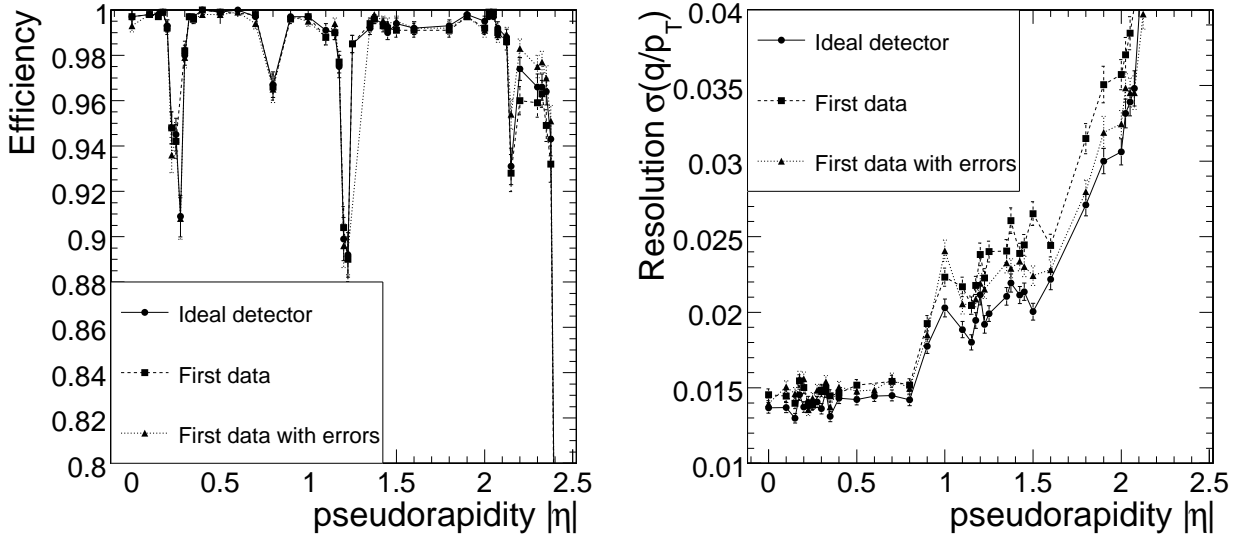 Efficiency
1
0.98
0.96
0.94
0.92
0.9
0.88
0.86
0.84
0.82
0.8
Ideal detector
First data
First data with errors
0 0.5 1 1.5 2 2.5
pseudorapidity |η|
Resolution σ(q/p_T)
0.04
0.035
0.03
0.025
0.02
0.015
0.01
Ideal detector
First data
First data with errors
0 0.5 1 1.5 2 2.5
pseudorapidity |η|